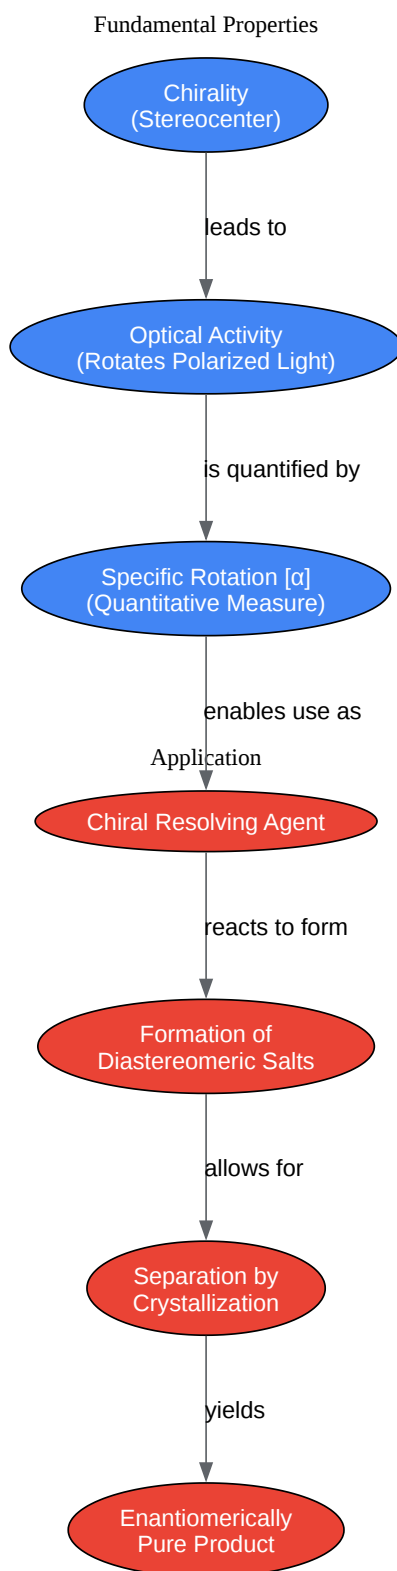 Fundamental Properties
Chirality
(Stereocenter)
leads to
Optical Activity
(Rotates Polarized Light)
is quantified by
Specific Rotation [α]
(Quantitative Measure)
enables use as
Application
Chiral Resolving Agent
reacts to form
Formation of
Diastereomeric Salts
allows for
Separation by
Crystallization
yields
Enantiomerically
Pure Product